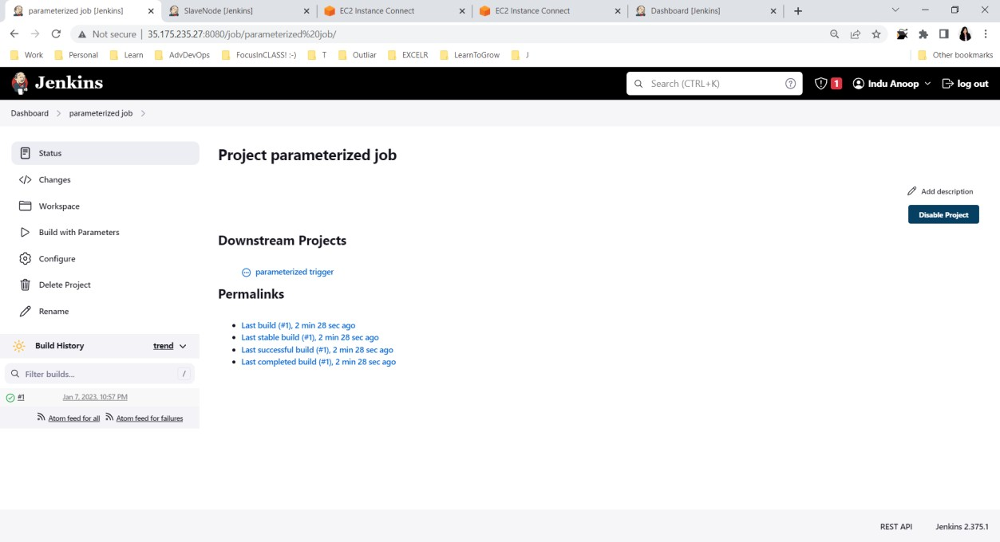 parameterized job [Jenkins] SlaveNode [Jenkins] EC2 Instance Connect EC2 Instance Connect Dashboard [Jenkins]
Not secure 35.175.235.27:8080/job/parameterized%20job/
Work Personal Learn AdvDevOps FocusInCLASS! :-) T Outliar EXCELR LearnToGrow J Other bookmarks
Jenkins Search (CTRL+K) 1 Indu Anoop log out
Dashboard parameterized job
Status
Changes
Workspace
Build with Parameters
Configure
Delete Project
Rename
Build History trend
Filter builds... /
#1 Jan 7, 2023, 10:57 PM
Atom feed for all Atom feed for failures
Project parameterized job
Add description
Disable Project
Downstream Projects
parameterized trigger
Permalinks
Last build (#1), 2 min 28 sec ago
Last stable build (#1), 2 min 28 sec ago
Last successful build (#1), 2 min 28 sec ago
Last completed build (#1), 2 min 28 sec ago
REST API Jenkins 2.375.1